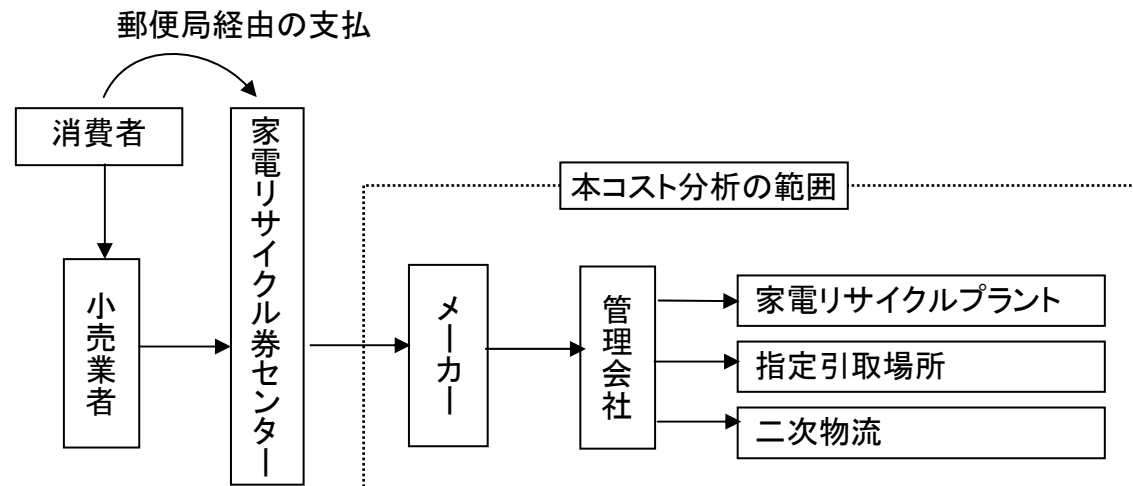 郵便局経由の支払
消費者
家電リサイクル券センター
本コスト分析の範囲
小売業者
メーカー
管理会社
家電リサイクルプラント
指定引取場所
二次物流